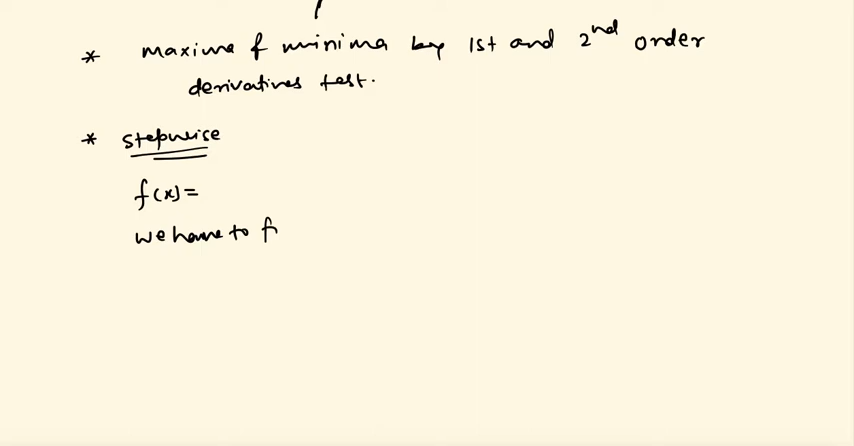 * maxima & minima by 1st and 2nd order
derivatives test.
* stepwise
f(x)=
we have to f